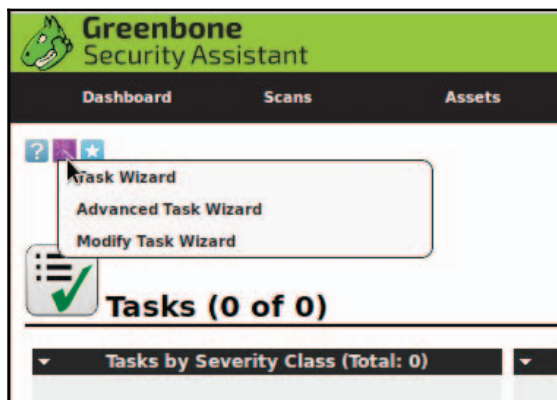 Greenbone
Security Assistant
Dashboard Scans Assets
?
Task Wizard
Advanced Task Wizard
Modify Task Wizard
Tasks (0 of 0)
Tasks by Severity Class (Total: 0)